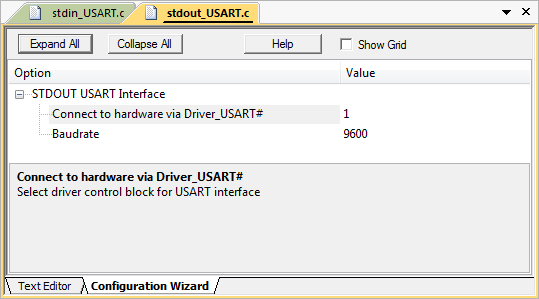 stdin_USART.c stdout_USART.c
Expand All Collapse All Help Show Grid
Option Value
STDOUT USART Interface
Connect to hardware via Driver_USART# 1
Baudrate 9600
Connect to hardware via Driver_USART#
Select driver control block for USART interface
Text Editor Configuration Wizard